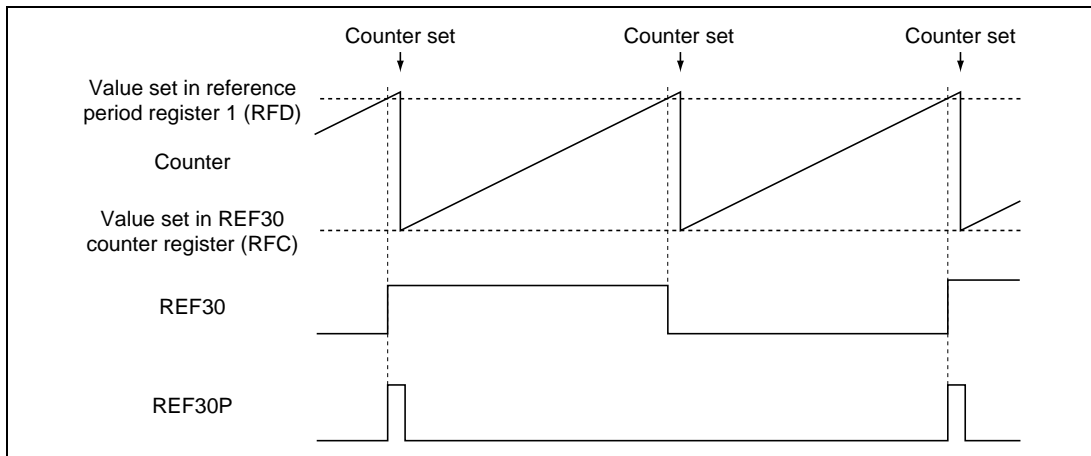 Counter set Counter set Counter set
Value set in reference
period register 1 (RFD)
Counter
Value set in REF30
counter register (RFC)
REF30
REF30P